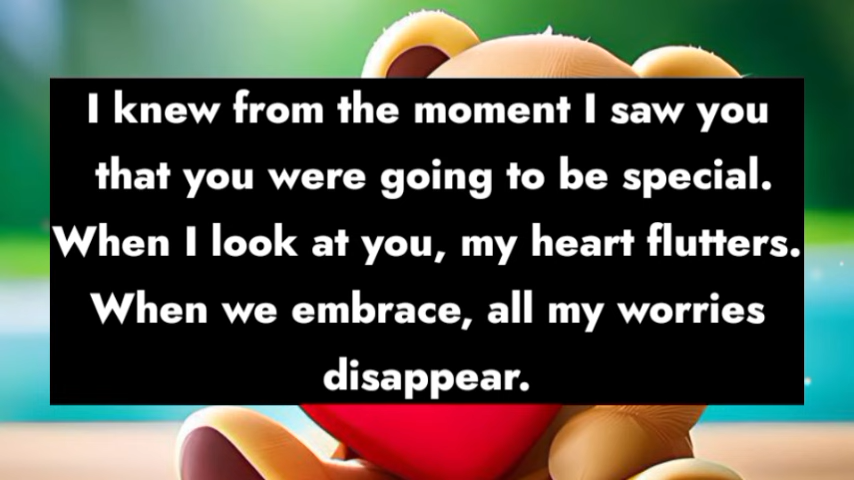 I knew from the moment I saw you
that you were going to be special.
When I look at you, my heart flutters.
When we embrace, all my worries
disappear.